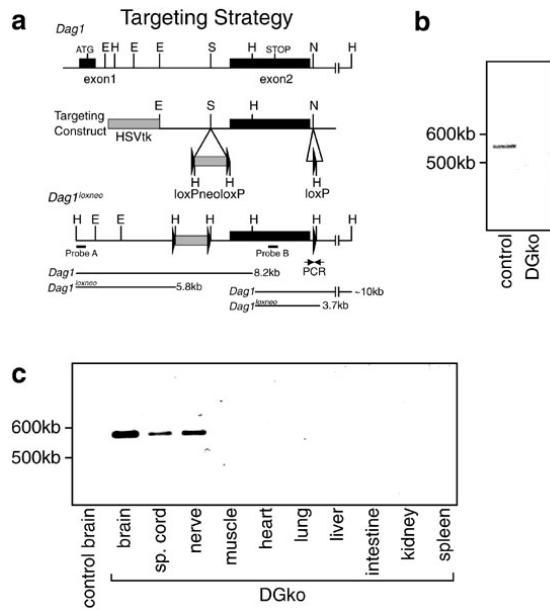 a
Targeting Strategy
b
Dag1
ATG E H E E S H STOP N H
exon1 exon2
E S H N
Targeting
Construct
HSVtk
H H H
loxPneoloxP loxP
Dag1loxneo
H E E H H H H H
Probe A Probe B
PCR
Dag1 8.2kb
Dag1loxneo 5.8kb
Dag1 ~10kb
Dag1loxneo 3.7kb
600kb
500kb
control
DGko
c
600kb
500kb
control brain
brain
sp. cord
nerve
muscle
heart
lung
liver
intestine
kidney
spleen
DGko